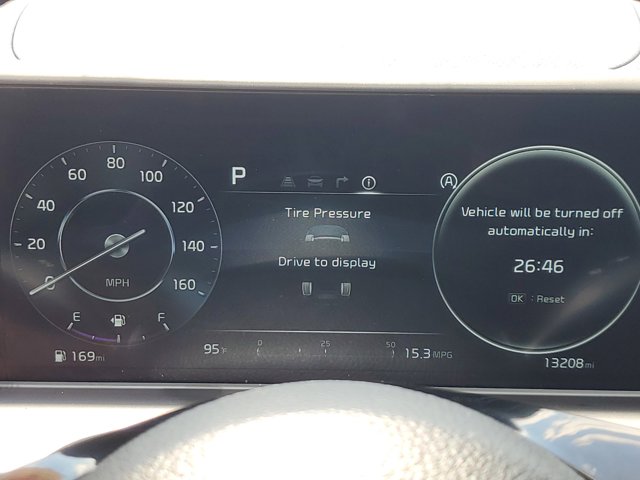 0
20
40
60
80
100
120
140
160
MPH
E
F
169mi
P
Tire Pressure
Drive to display
95°F
0
25
50
15.3 MPG
A
Vehicle will be turned off
automatically in:
26:46
OK : Reset
13208mi